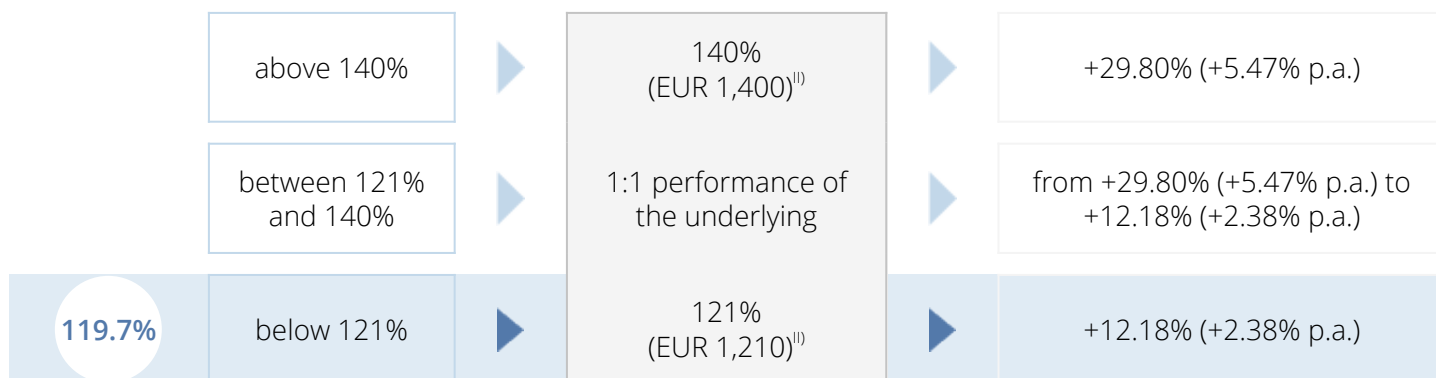 above 140%
140%
(EUR 1,400)II)
+29.80% (+5.47% p.a.)
between 121%
and 140%
1:1 performance of
the underlying
from +29.80% (+5.47% p.a.) to
+12.18% (+2.38% p.a.)
119.7%
below 121%
121%
(EUR 1,210)II)
+12.18% (+2.38% p.a.)